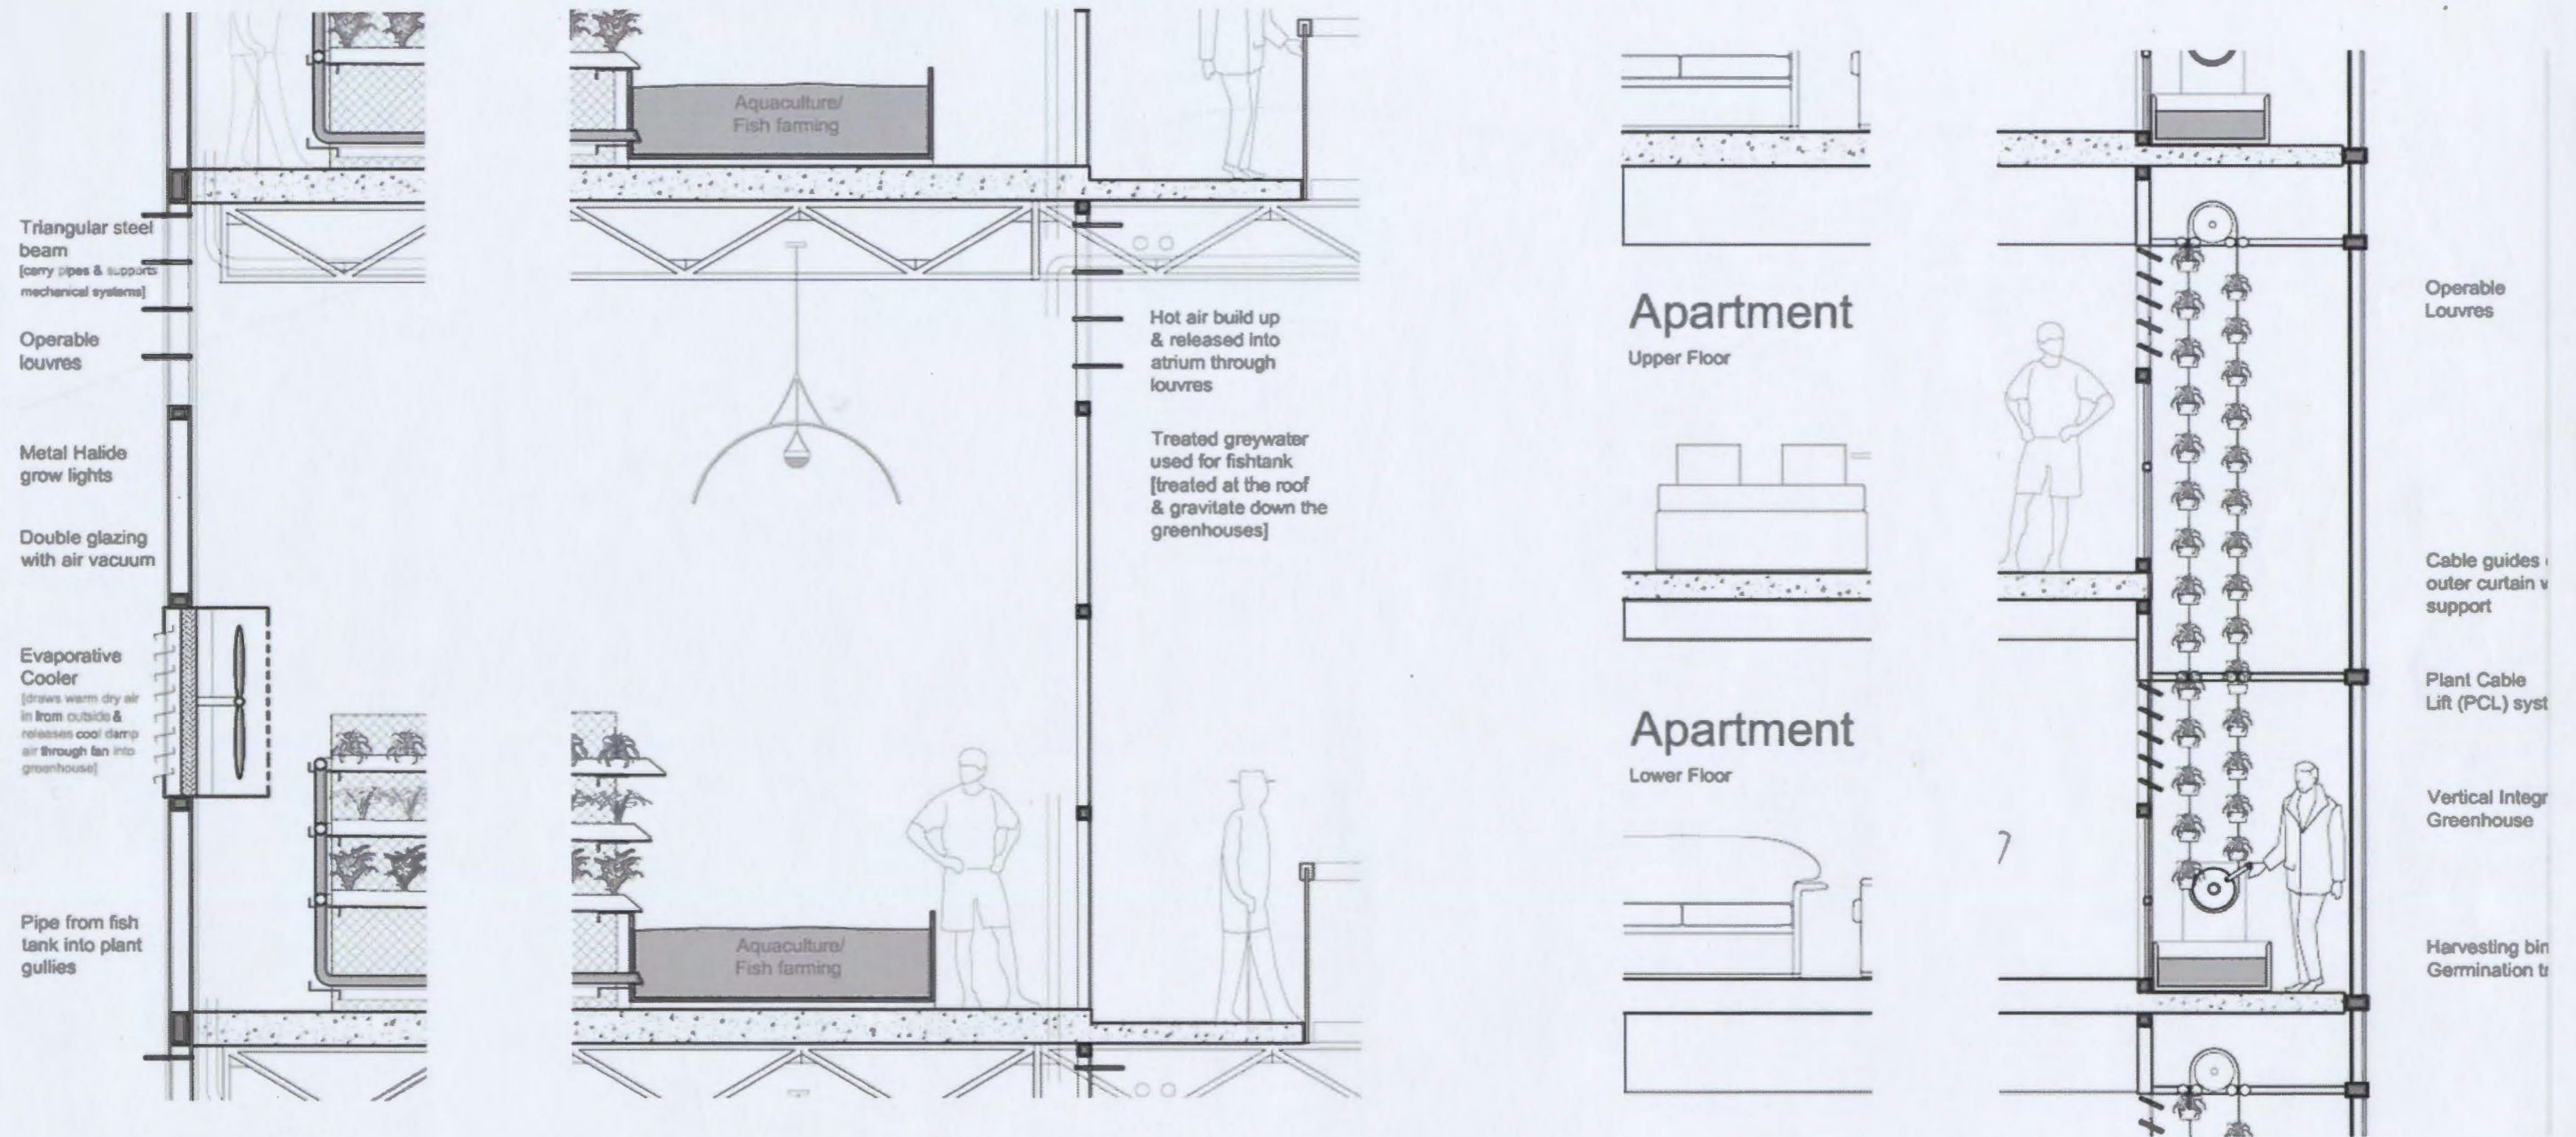 Aquaculture/
Fish farming
Triangular steel
beam
[carry pipes & supports
mechanical systems]
Operable
louvres
Metal Halide
grow lights
Double glazing
with air vacuum
Evaporative
Cooler
[draws warm dry air
in from outside &
releases cool damp
air through fan into
greenhouse]
Pipe from fish
tank into plant
gullies
Hot air build up
& released into
atrium through
louvres
Treated greywater
used for fishtank
[treated at the roof
& gravitate down the
greenhouses]
Aquaculture/
Fish farming
Apartment
Upper Floor
Apartment
Lower Floor
Operable
Louvres
Cable guides
outer curtain w
support
Plant Cable
Lift (PCL) syst
Vertical Integr
Greenhouse
Harvesting bin
Germination tr